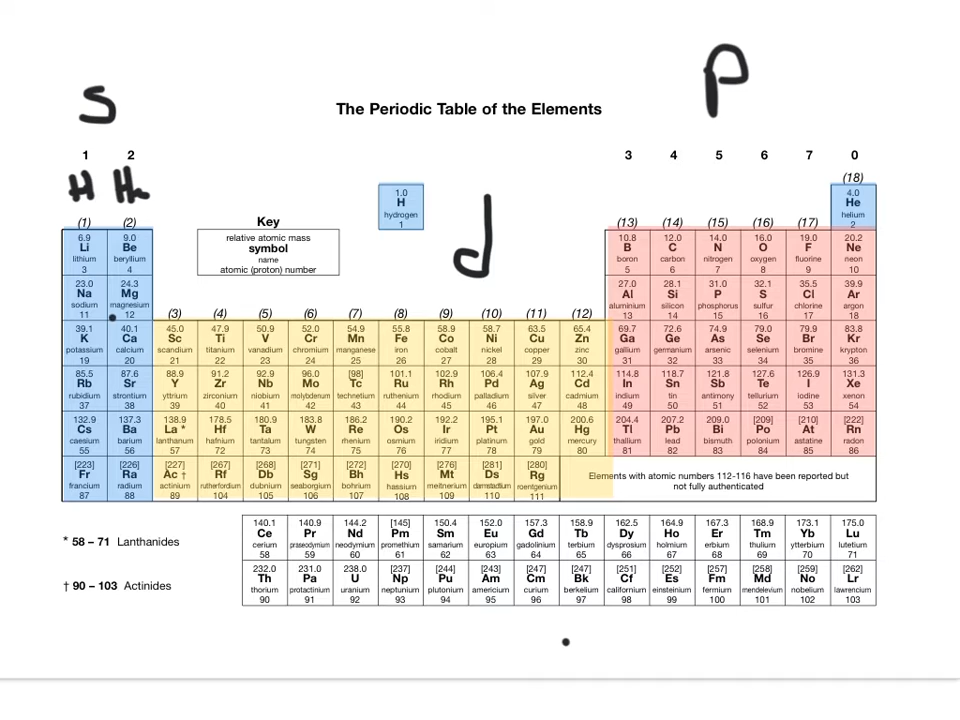 s
p
The Periodic Table of the Elements
1 2 3 4 5 6 7 0
H He
(18)
1.0 4.0
H He
hydrogen helium
1 2
(1) (2) Key (13) (14) (15) (16) (17)
d
6.9 9.0 relative atomic mass 10.8 12.0 14.0 16.0 19.0 20.2
Li Be symbol B C N O F Ne
lithium beryllium name boron carbon nitrogen oxygen fluorine neon
3 4 atomic (proton) number 5 6 7 8 9 10
23.0 24.3 27.0 28.1 31.0 32.1 35.5 39.9
Na Mg Al Si P S Cl Ar
sodium magnesium aluminium silicon phosphorus sulfur chlorine argon
11 12 (3) (4) (5) (6) (7) (8) (9) (10) (11) (12) 13 14 15 16 17 18
39.1 40.1 45.0 47.9 50.9 52.0 54.9 55.8 58.9 58.7 63.5 65.4 69.7 72.6 74.9 79.0 79.9 83.8
K Ca Sc Ti V Cr Mn Fe Co Ni Cu Zn Ga Ge As Se Br Kr
potassium calcium scandium titanium vanadium chromium manganese iron cobalt nickel copper zinc gallium germanium arsenic selenium bromine krypton
19 20 21 22 23 24 25 26 27 28 29 30 31 32 33 34 35 36
85.5 87.6 88.9 91.2 92.9 96.0 [98] 101.1 102.9 106.4 107.9 112.4 114.8 118.7 121.8 127.6 126.9 131.3
Rb Sr Y Zr Nb Mo Tc Ru Rh Pd Ag Cd In Sn Sb Te I Xe
rubidium strontium yttrium zirconium niobium molybdenum technetium ruthenium rhodium palladium silver cadmium indium tin antimony tellurium iodine xenon
37 38 39 40 41 42 43 44 45 46 47 48 49 50 51 52 53 54
132.9 137.3 138.9 178.5 180.9 183.8 186.2 190.2 192.2 195.1 197.0 200.6 204.4 207.2 209.0 [209] [210] [222]
Cs Ba La * Hf Ta W Re Os Ir Pt Au Hg Tl Pb Bi Po At Rn
caesium barium lanthanum hafnium tantalum tungsten rhenium osmium iridium platinum gold mercury thallium lead bismuth polonium astatine radon
55 56 57 72 73 74 75 76 77 78 79 80 81 82 83 84 85 86
[223] [226] [227] [267] [268] [271] [272] [270] [276] [281] [280]
Fr Ra Ac † Rf Db Sg Bh Hs Mt Ds Rg Elements with atomic numbers 112-116 have been reported but
francium radium actinium rutherfordium dubnium seaborgium bohrium hassium meitnerium darmstadtium roentgenium not fully authenticated
87 88 89 104 105 106 107 108 109 110 111
140.1 140.9 144.2 [145] 150.4 152.0 157.3 158.9 162.5 164.9 167.3 168.9 173.1 175.0
* 58 – 71 Lanthanides Ce Pr Nd Pm Sm Eu Gd Tb Dy Ho Er Tm Yb Lu
cerium praseodymium neodymium promethium samarium europium gadolinium terbium dysprosium holmium erbium thulium ytterbium lutetium
58 59 60 61 62 63 64 65 66 67 68 69 70 71
232.0 231.0 238.0 [237] [244] [243] [247] [247] [251] [252] [257] [258] [259] [262]
† 90 – 103 Actinides Th Pa U Np Pu Am Cm Bk Cf Es Fm Md No Lr
thorium protactinium uranium neptunium plutonium americium curium berkelium californium einsteinium fermium mendelevium nobelium lawrencium
90 91 92 93 94 95 96 97 98 99 100 101 102 103